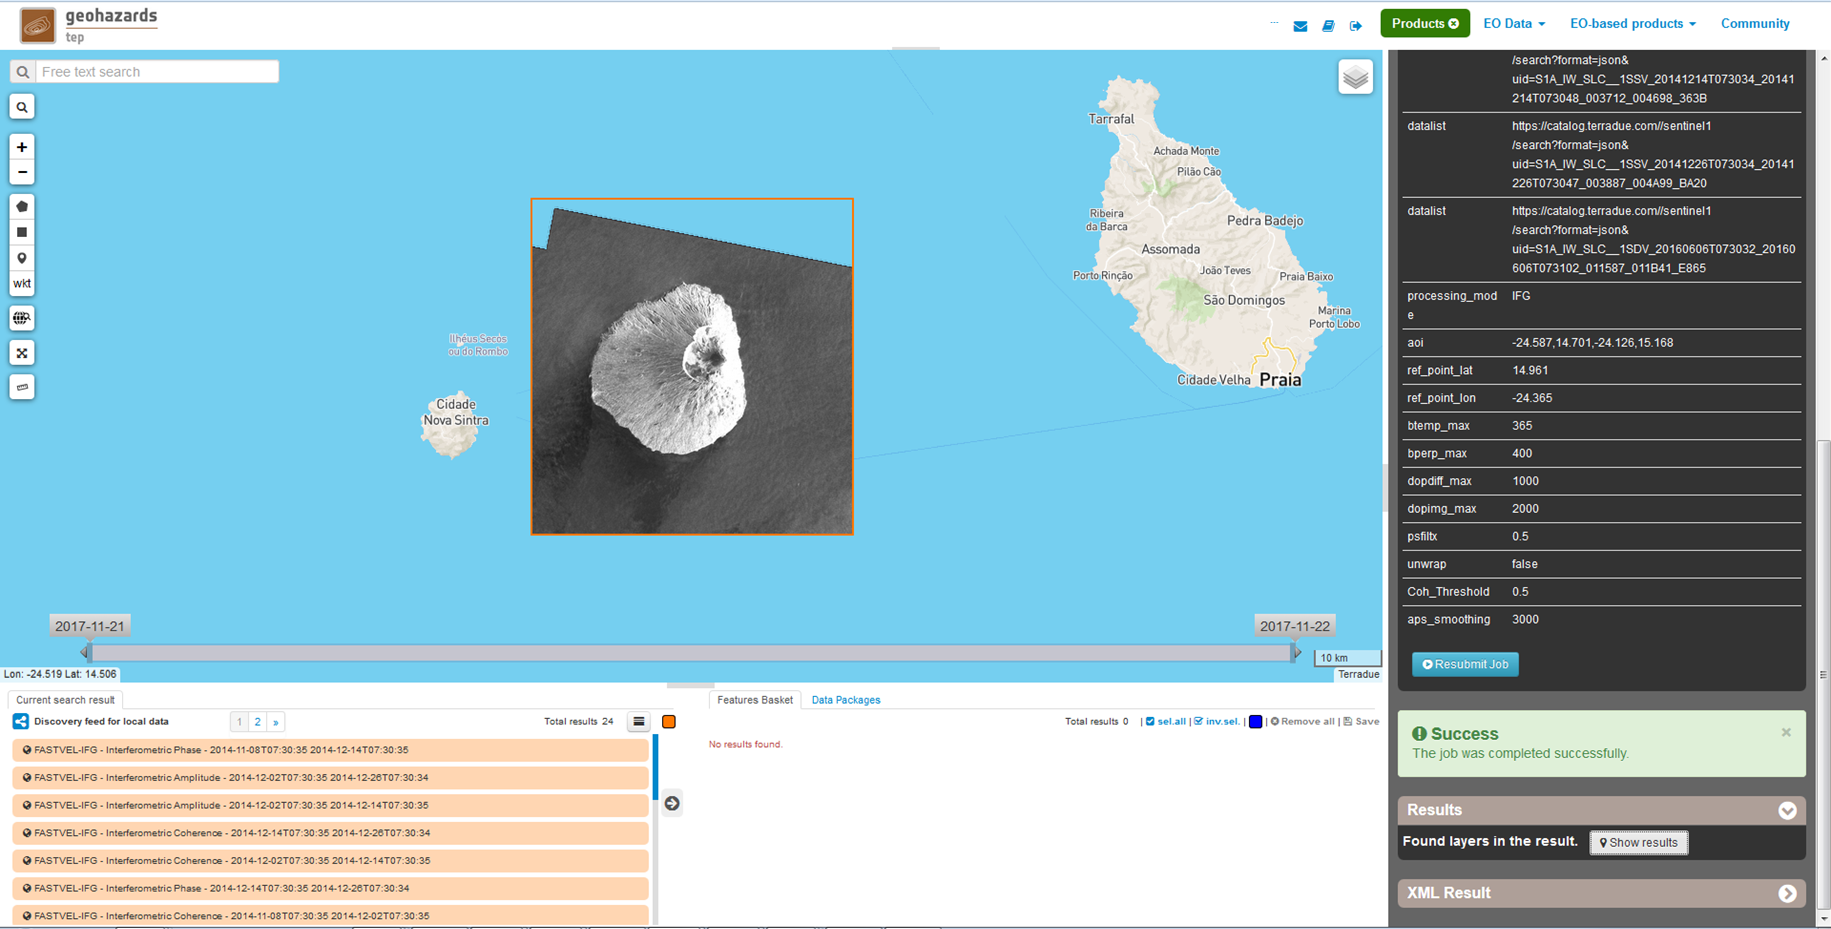 geohazards
tep
...
Products
EO Data
EO-based products
Community
Free text search
wkt
Tarrafal
Achada Monte
Pilão Cão
Ribeira
da Barca
Pedra Badejo
Assomada
João Teves
Porto Rinção
Praia Baixo
São Domingos
Marina
Porto Lobo
Cidade Velha
Praia
Ilhéus Secos
ou do Rombo
Cidade
Nova Sintra
2017-11-21
2017-11-22
10 km
Lon: -24.519 Lat: 14.506
Terradue
Current search result
Discovery feed for local data
1 2 »
Total results 24
FASTVEL-IFG - Interferometric Phase - 2014-11-08T07:30:35 2014-12-14T07:30:35
FASTVEL-IFG - Interferometric Amplitude - 2014-12-02T07:30:35 2014-12-26T07:30:34
FASTVEL-IFG - Interferometric Amplitude - 2014-12-02T07:30:35 2014-12-14T07:30:35
FASTVEL-IFG - Interferometric Coherence - 2014-12-14T07:30:35 2014-12-26T07:30:34
FASTVEL-IFG - Interferometric Coherence - 2014-12-02T07:30:35 2014-12-14T07:30:35
FASTVEL-IFG - Interferometric Phase - 2014-12-14T07:30:35 2014-12-26T07:30:34
FASTVEL-IFG - Interferometric Coherence - 2014-11-08T07:30:35 2014-12-02T07:30:35
Features Basket
Data Packages
Total results 0 | sel.all | inv.sel. | | Remove all | Save
No results found.
/search?format=json&
uid=S1A_IW_SLC__1SSV_20141214T073034_20141
214T073048_003712_004698_363B
datalist
https://catalog.terradue.com//sentinel1
/search?format=json&
uid=S1A_IW_SLC__1SSV_20141226T073034_20141
226T073047_003887_004A99_BA20
datalist
https://catalog.terradue.com//sentinel1
/search?format=json&
uid=S1A_IW_SLC__1SDV_20160606T073032_20160
606T073102_011587_011B41_E865
processing_mod
e
IFG
aoi -24.587,14.701,-24.126,15.168
ref_point_lat 14.961
ref_point_lon -24.365
btemp_max 365
bperp_max 400
dopdiff_max 1000
dopimg_max 2000
psfiltx 0.5
unwrap false
Coh_Threshold 0.5
aps_smoothing 3000
Resubmit Job
Success
×
The job was completed successfully.
Results
Found layers in the result.
Show results
XML Result